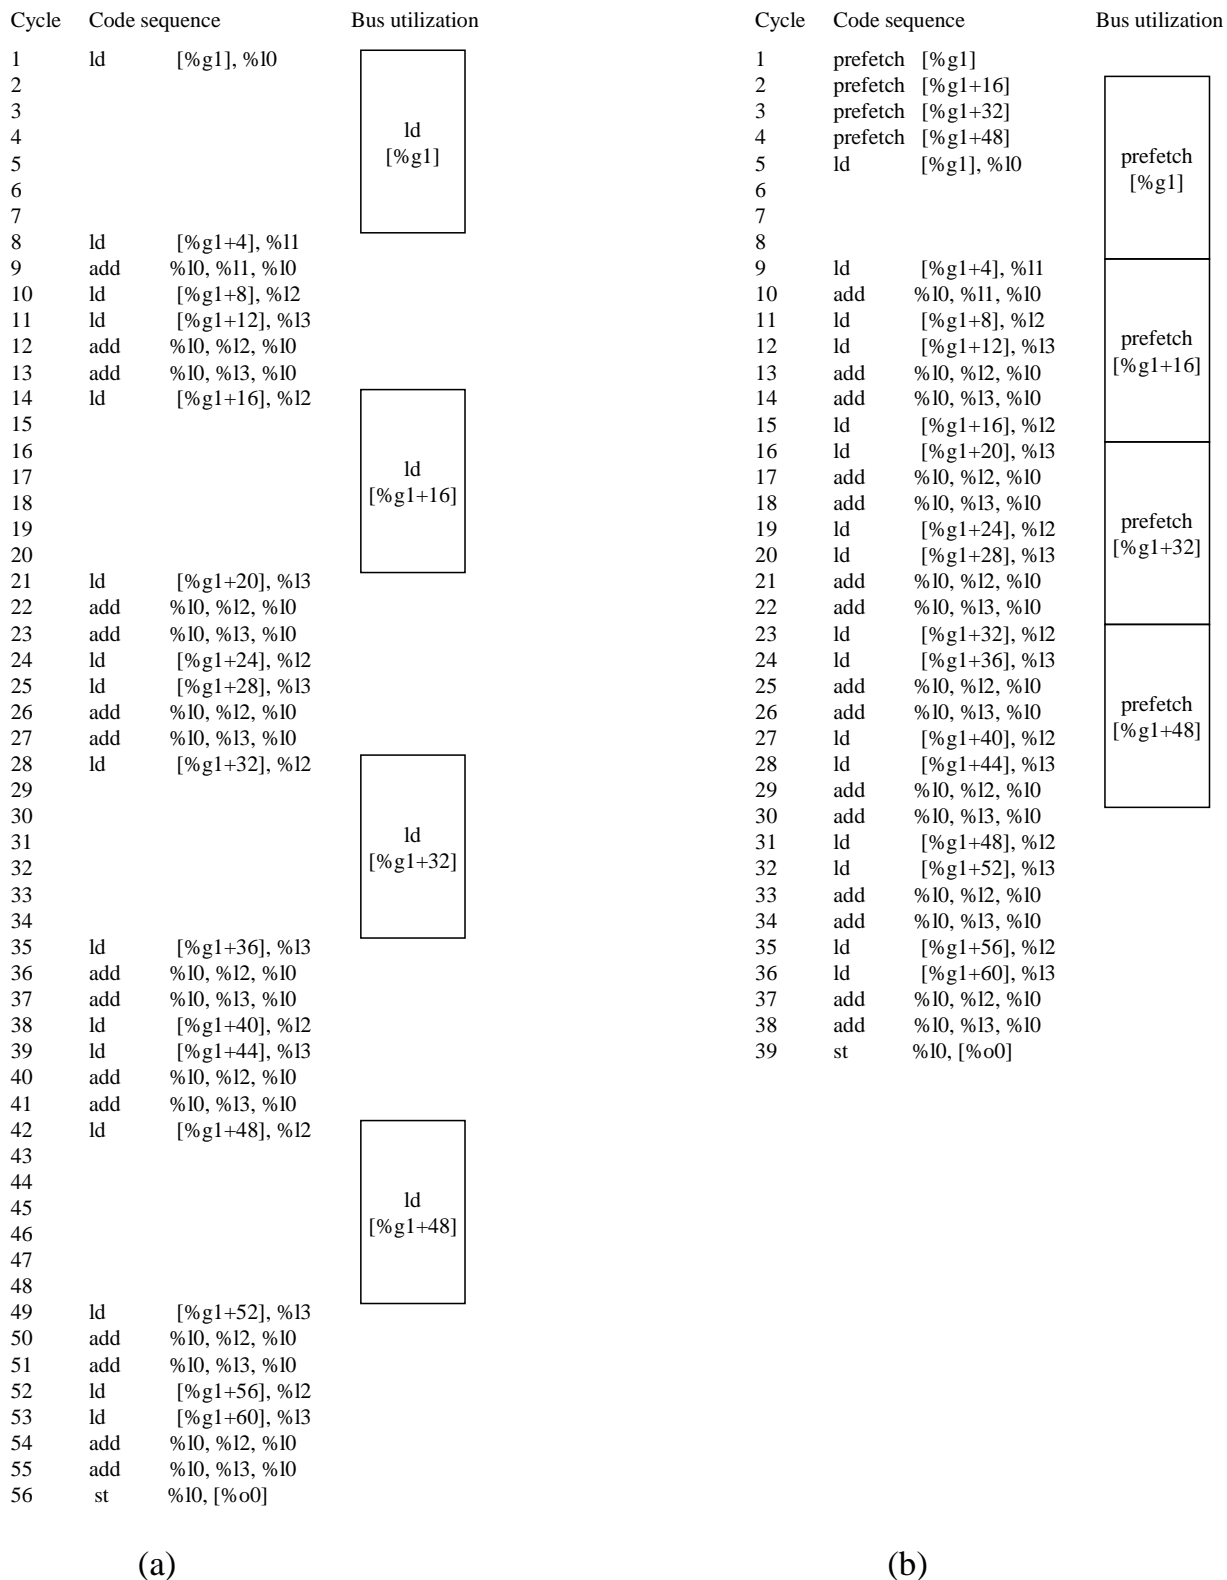 Cycle Code sequence Bus utilization
1 ld [%g1], %l0
2
3
4
5
6
7
ld
[%g1]
8 ld [%g1+4], %l1
9 add %l0, %l1, %l0
10 ld [%g1+8], %l2
11 ld [%g1+12], %l3
12 add %l0, %l2, %l0
13 add %l0, %l3, %l0
14 ld [%g1+16], %l2
15
16
17
18
19
20
ld
[%g1+16]
21 ld [%g1+20], %l3
22 add %l0, %l2, %l0
23 add %l0, %l3, %l0
24 ld [%g1+24], %l2
25 ld [%g1+28], %l3
26 add %l0, %l2, %l0
27 add %l0, %l3, %l0
28 ld [%g1+32], %l2
29
30
31
32
33
34
ld
[%g1+32]
35 ld [%g1+36], %l3
36 add %l0, %l2, %l0
37 add %l0, %l3, %l0
38 ld [%g1+40], %l2
39 ld [%g1+44], %l3
40 add %l0, %l2, %l0
41 add %l0, %l3, %l0
42 ld [%g1+48], %l2
43
44
45
46
47
48
ld
[%g1+48]
49 ld [%g1+52], %l3
50 add %l0, %l2, %l0
51 add %l0, %l3, %l0
52 ld [%g1+56], %l2
53 ld [%g1+60], %l3
54 add %l0, %l2, %l0
55 add %l0, %l3, %l0
56 st %l0, [%o0]
(a)
Cycle Code sequence Bus utilization
1 prefetch [%g1]
2 prefetch [%g1+16]
3 prefetch [%g1+32]
4 prefetch [%g1+48]
5 ld [%g1], %l0
6
7
8
prefetch
[%g1]
9 ld [%g1+4], %l1
10 add %l0, %l1, %l0
11 ld [%g1+8], %l2
12 ld [%g1+12], %l3
13 add %l0, %l2, %l0
14 add %l0, %l3, %l0
15 ld [%g1+16], %l2
prefetch
[%g1+16]
16 ld [%g1+20], %l3
17 add %l0, %l2, %l0
18 add %l0, %l3, %l0
19 ld [%g1+24], %l2
20 ld [%g1+28], %l3
21 add %l0, %l2, %l0
22 add %l0, %l3, %l0
prefetch
[%g1+32]
23 ld [%g1+32], %l2
24 ld [%g1+36], %l3
25 add %l0, %l2, %l0
26 add %l0, %l3, %l0
27 ld [%g1+40], %l2
28 ld [%g1+44], %l3
29 add %l0, %l2, %l0
prefetch
[%g1+48]
30 add %l0, %l3, %l0
31 ld [%g1+48], %l2
32 ld [%g1+52], %l3
33 add %l0, %l2, %l0
34 add %l0, %l3, %l0
35 ld [%g1+56], %l2
36 ld [%g1+60], %l3
37 add %l0, %l2, %l0
38 add %l0, %l3, %l0
39 st %l0, [%o0]
(b)